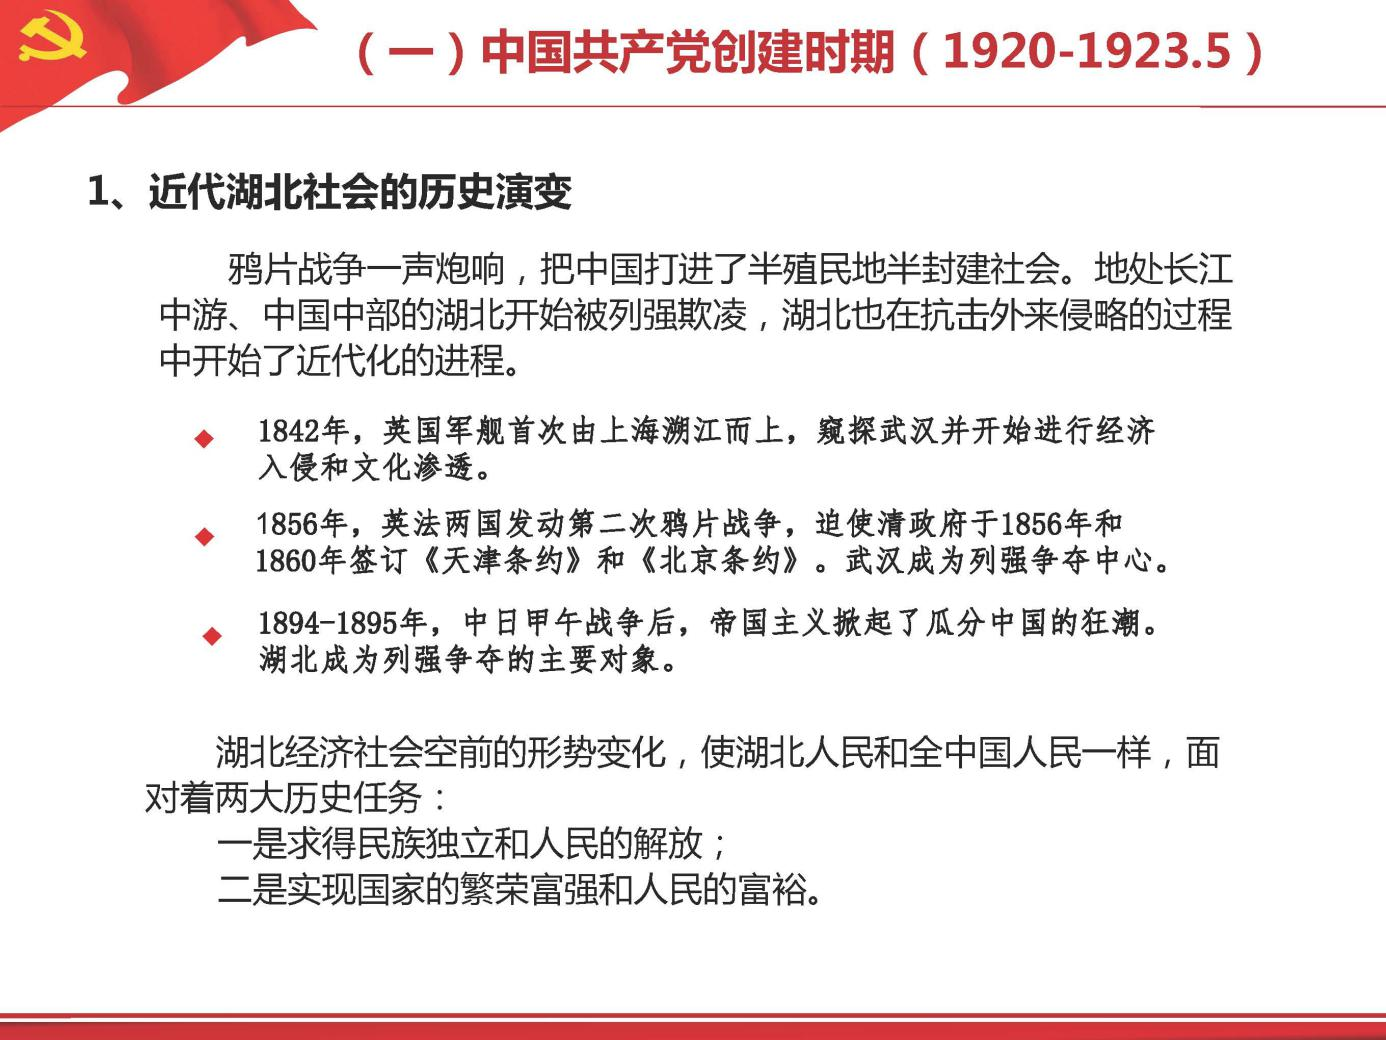 （一）中国共产党创建时期（1920-1923.5）
1、近代湖北社会的历史演变
鸦片战争一声炮响，把中国打进了半殖民地半封建社会。地处长江
中游、中国中部的湖北开始被列强欺凌，湖北也在抗击外来侵略的过程
中开始了近代化的进程。
1842年，英国军舰首次由上海溯江而上，窥探武汉并开始进行经济
入侵和文化渗透。
1856年，英法两国发动第二次鸦片战争，迫使清政府于1856年和
1860年签订《天津条约》和《北京条约》。武汉成为列强争夺中心。
1894-1895年，中日甲午战争后，帝国主义掀起了瓜分中国的狂潮。
湖北成为列强争夺的主要对象。
湖北经济社会空前的形势变化，使湖北人民和全中国人民一样，面
对着两大历史任务：
一是求得民族独立和人民的解放；
二是实现国家的繁荣富强和人民的富裕。